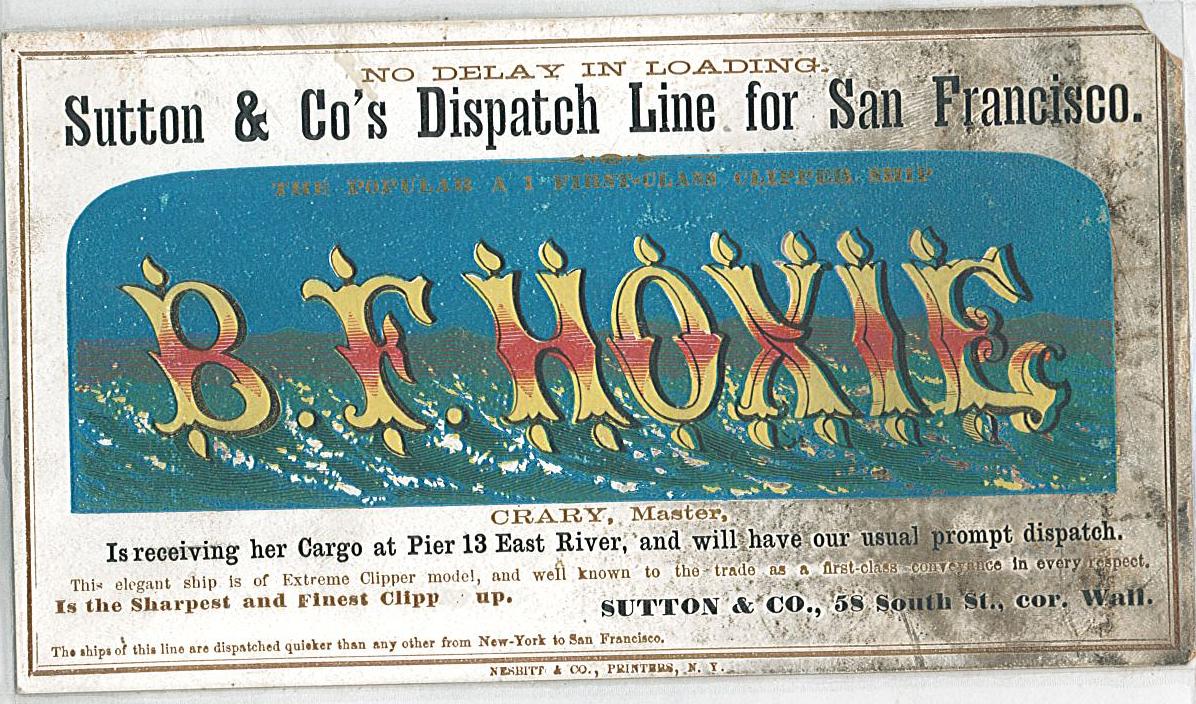 NO DELAY IN LOADING.
Sutton & Co's Dispatch Line for San Francisco.
THE POPULAR A 1 FIRST-CLASS CLIPPER SHIP
B. F. HOXIE
CRARY, Master,
Is receiving her Cargo at Pier 13 East River, and will have our usual prompt dispatch.
This elegant ship is of Extreme Clipper model, and well known to the trade as a first-class conveyance in every respect.
Is the Sharpest and Finest Clipp up.
SUTTON & CO., 58 South St., cor. Wall.
The ships of this line are dispatched quicker than any other from New-York to San Francisco.
NESBITT & CO., PRINTERS, N. Y.